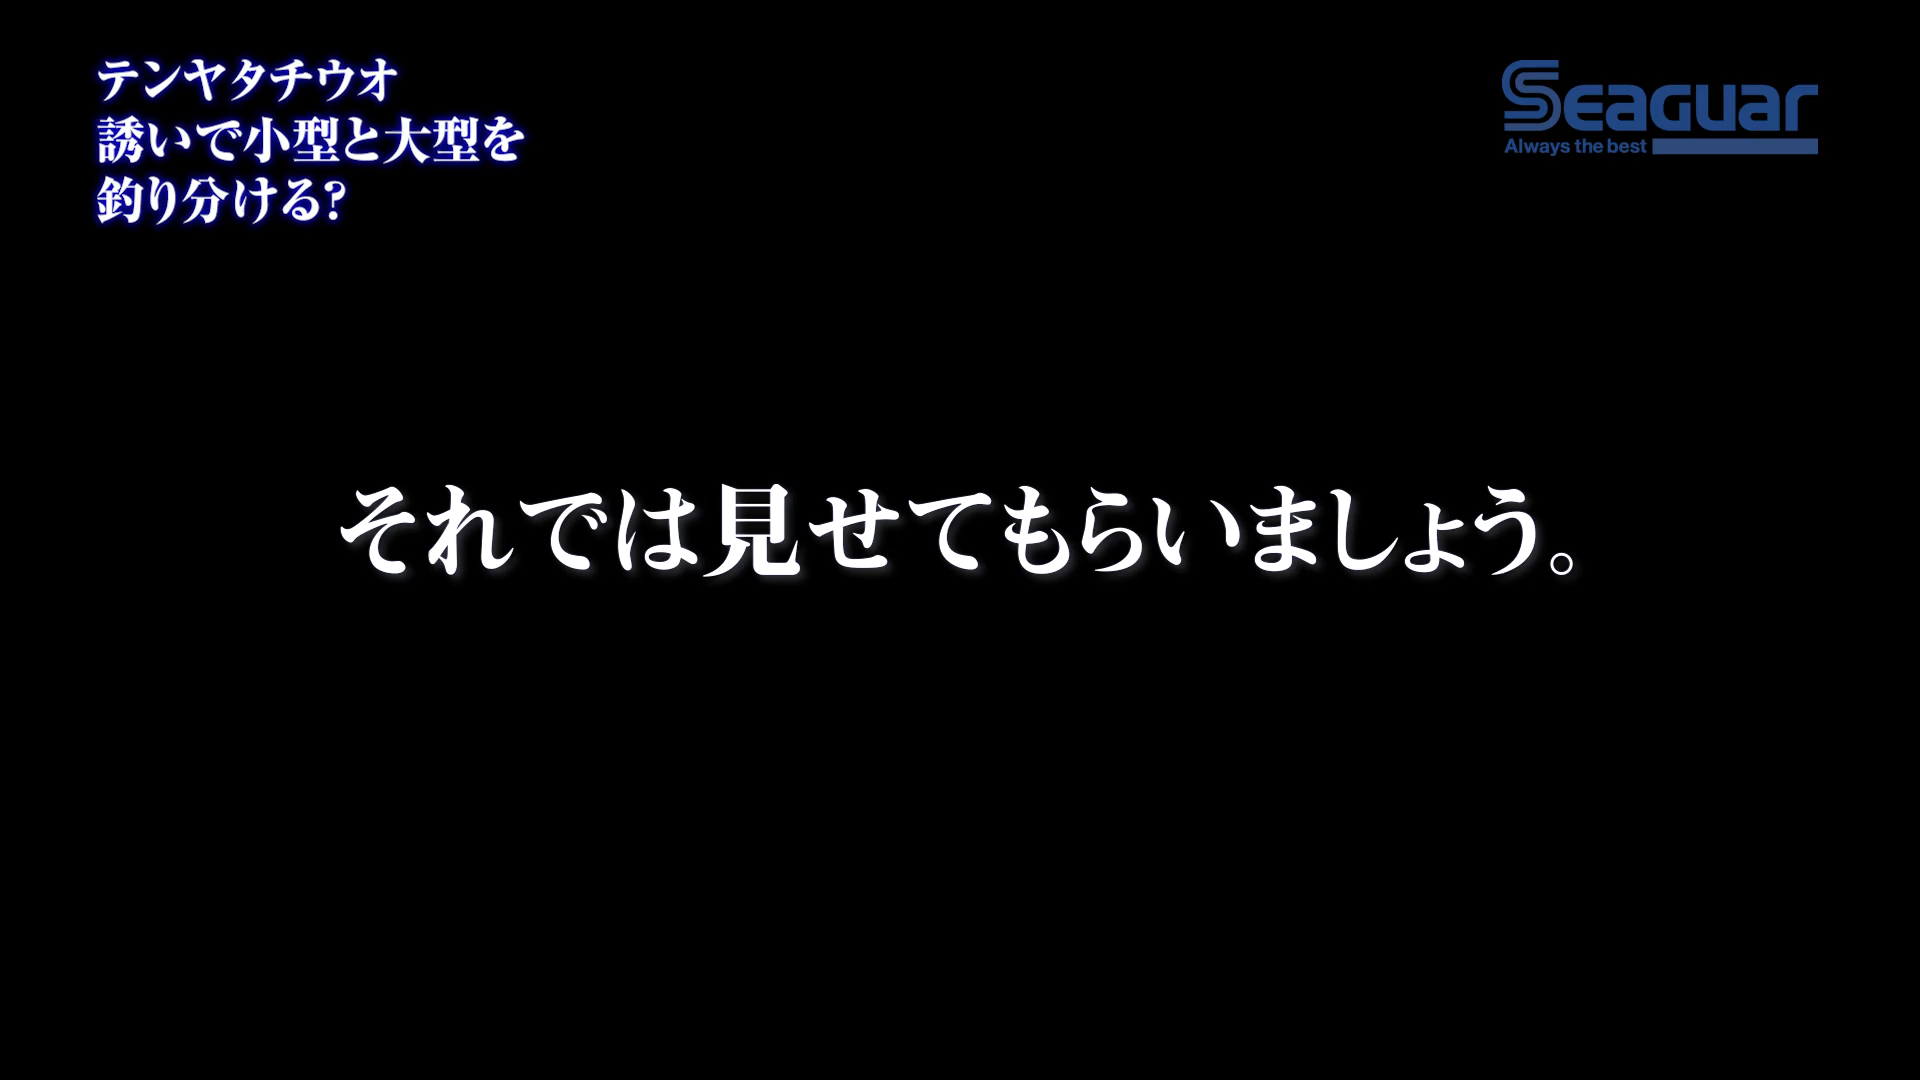 テンヤタチウオ
誘いで小型と大型を
釣り分ける?
Seaguar
Always the best
それでは見せてもらいましょう。